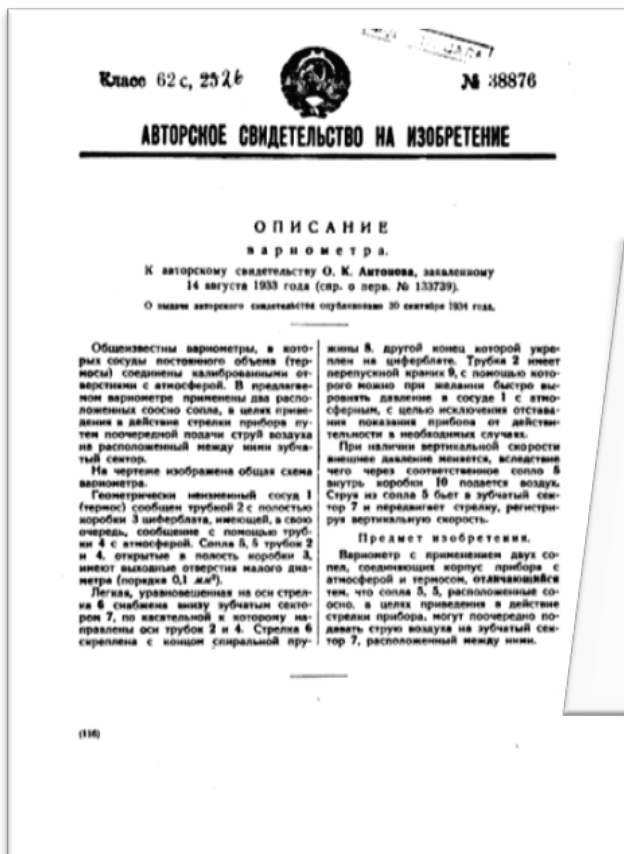 Класс 62 c, 25
№ 38876
АВТОРСКОЕ СВИДЕТЕЛЬСТВО НА ИЗОБРЕТЕНИЕ
ОПИСАНИЕ
вариометра.
К авторскому свидетельству О. К. Антонова, заявленному
14 августа 1933 года (спр. о перв. № 133739).
О выдаче авторского свидетельства опубликовано 30 сентября 1934 года.
Общеизвестны вариометры, в кото-
рых сосуды постоянного объема (тер-
мосы) соединены калиброванными от-
верстиями с атмосферой. В предлагае-
мом вариометре применены два рас-
положенных соосно сопла, в целях приве-
дения в действие стрелки прибора пу-
тем поочередной подачи струй воздуха
на расположенный между ними зубча-
тый сектор.
На чертеже изображена общая схема
вариометра.
Геометрически неизменный сосуд 1
(термос) сообщен трубкой 2 с полостью
коробки 3 циферблата, имеющей, в свою
очередь, сообщение с помощью труб-
ки 4 с атмосферой. Сопла 5, 5 трубок 2
и 4, открытые в полость коробки 3,
имеют выходные отверстия малого диа-
метра (порядка 0,1 мм²).
Легкая, уравновешенная на оси стрел-
ка 6 снабжена внизу зубчатым секто-
ром 7, по касательной к которому на-
правлены оси трубок 2 и 4. Стрелка 6
скреплена с концом спиральной пру-
жины 8, другой конец которой укре-
плен на циферблате. Трубка 2 имеет
перепускной краник 9, с помощью кото-
рого можно при желании быстро вы-
ровнять давление в сосуде 1 с атмо-
сферным, с целью исключения отстава-
ния показания прибора от действи-
тельности в необходимых случаях.
При наличии вертикальной скорости
внешнее давление меняется, вследствие
чего через соответственное сопло 5
внутрь коробки 10 подается воздух.
Струя из сопла 5 бьет в зубчатый сек-
тор 7 и передвигает стрелку, регистри-
руя вертикальную скорость.
Предмет изобретения.
Вариометр с применением двух со-
пел, соединяющих корпус прибора с
атмосферой и термосом, отличающийся
тем, что сопла 5, 5, расположенные со-
осно, в целях приведения в действие
стрелки прибора, могут поочередно по-
давать струю воздуха на зубчатый сек-
тор 7, расположенный между ними.
(116)